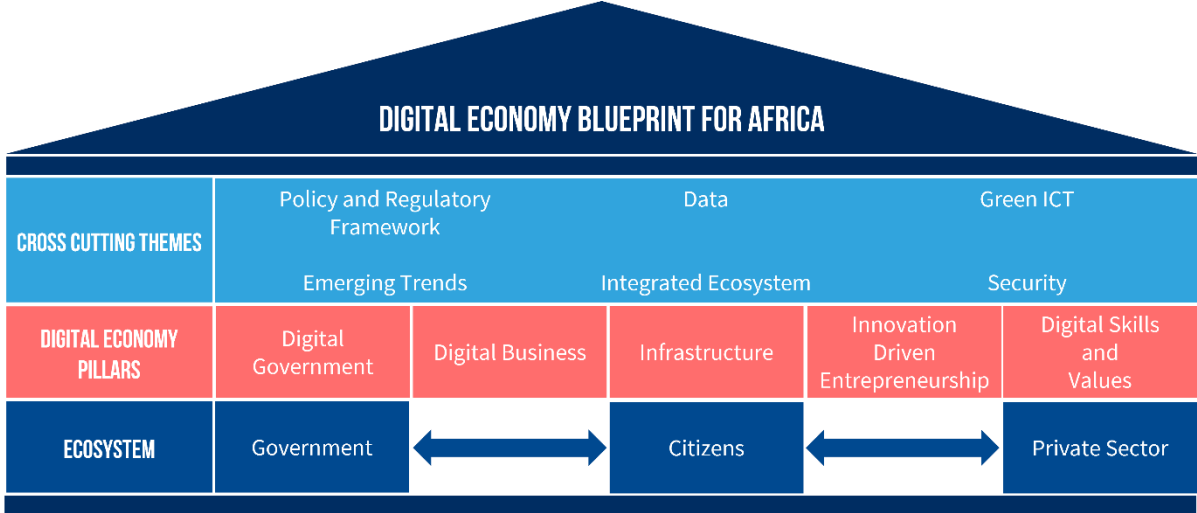 DIGITAL ECONOMY BLUEPRINT FOR AFRICA
CROSS CUTTING THEMES
Policy and Regulatory
Framework
Data
Green ICT
Emerging Trends
Integrated Ecosystem
Security
DIGITAL ECONOMY
PILLARS
Digital
Government
Digital Business
Infrastructure
Innovation
Driven
Entrepreneurship
Digital Skills
and
Values
ECOSYSTEM
Government
Citizens
Private Sector